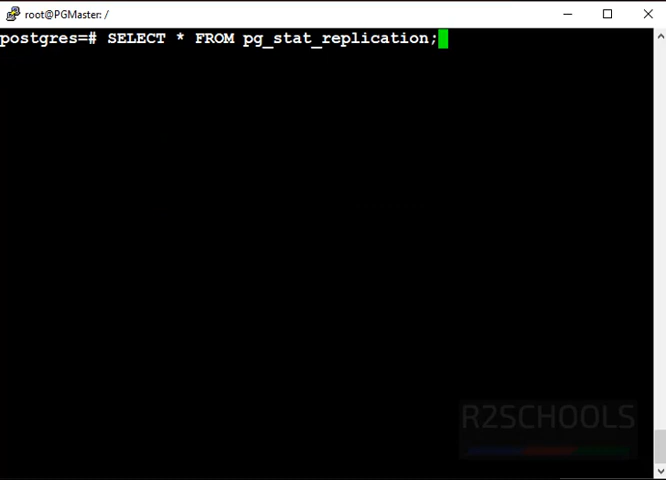 root@PGMaster: /
postgres=# SELECT * FROM pg_stat_replication;
R2SCHOOLS